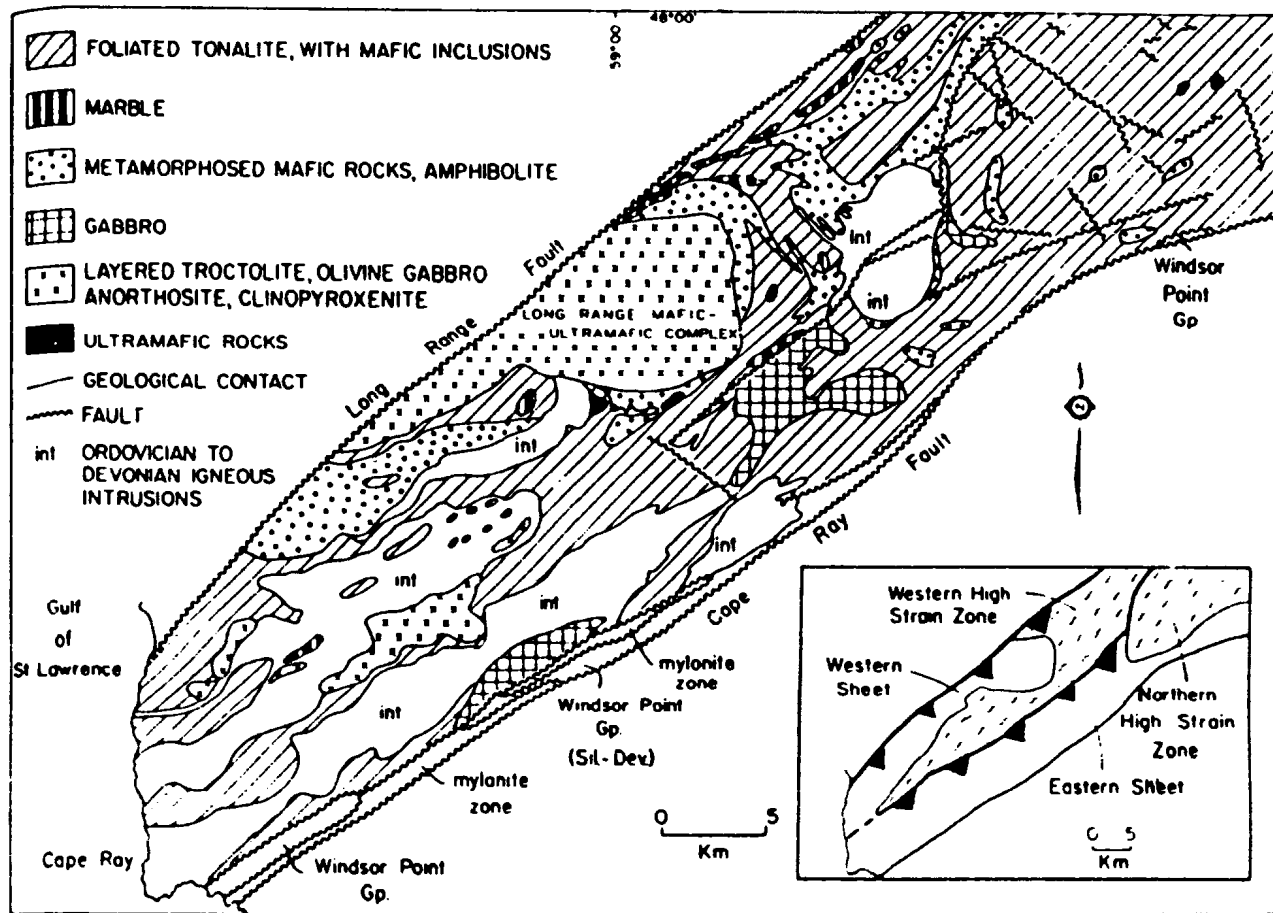 FOLIATED TONALITE, WITH MAFIC INCLUSIONS
MARBLE
METAMORPHOSED MAFIC ROCKS, AMPHIBOLITE
GABBRO
LAYERED TROCTOLITE, OLIVINE GABBRO
ANORTHOSITE, CLINOPYROXENITE
ULTRAMAFIC ROCKS
GEOLOGICAL CONTACT
FAULT
int ORDOVICIAN TO
DEVONIAN IGNEOUS
INTRUSIONS
59°00
48°00'
Long Range Fault
LONG RANGE MAFIC-
ULTRAMAFIC COMPLEX
int
int
int
int
int
int
int
Windsor
Point
Gp
Cape Ray Fault
Gulf
of
St Lawrence
mylonite
zone
Windsor Point
Gp.
(Sil.-Dev.)
mylanite
zone
Cape Ray
Windsor Point
Gp.
0 5
Km
Western High
Strain Zone
Western
Sheet
Northern
High Strain
Zone
Eastern Sheet
0 5
Km